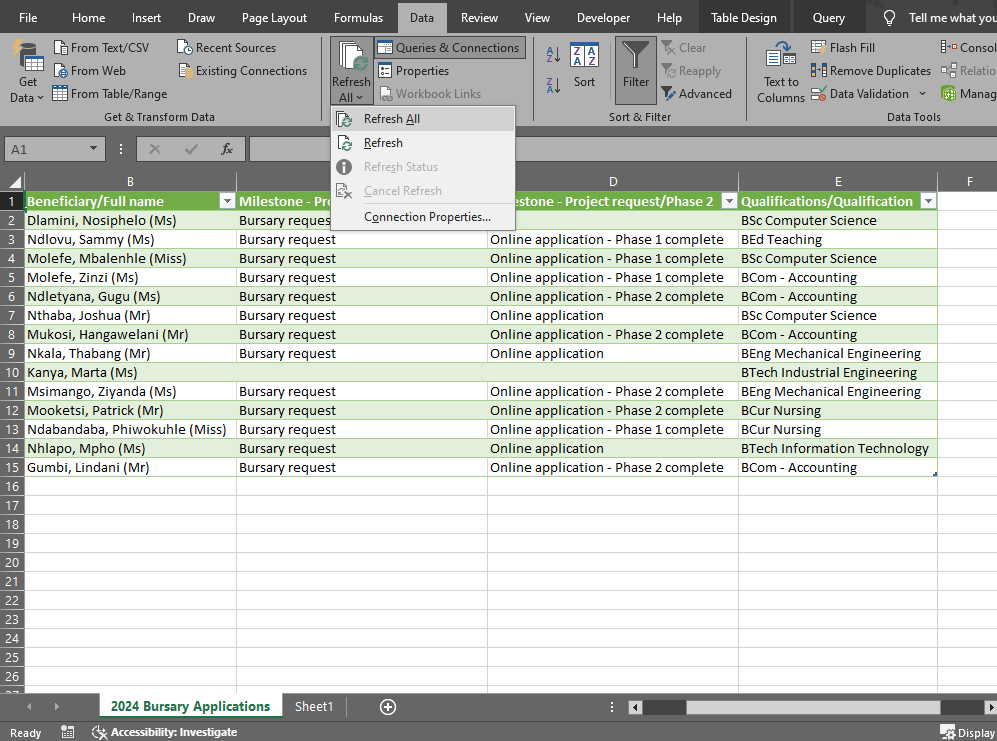 File Home Insert Draw Page Layout Formulas Data Review View Developer Help Table Design Query Tell me what you
Get Data
From Text/CSV
From Web
From Table/Range
Recent Sources
Existing Connections
Get & Transform Data
Refresh All
Queries & Connections
Properties
Workbook Links
Refresh All
Refresh
Refresh Status
Cancel Refresh
Connection Properties...
Sort
Filter
Clear
Reapply
Advanced
Sort & Filter
Text to Columns
Flash Fill
Remove Duplicates
Data Validation
Consol
Relatio
Manag
Data Tools
A1 fx
B D E F
1 Beneficiary/Full name Milestone - Pro estone - Project request/Phase 2 Qualifications/Qualification
2 Dlamini, Nosiphelo (Ms) Bursary reques BSc Computer Science
3 Ndlovu, Sammy (Ms) Bursary request Online application - Phase 1 complete BEd Teaching
4 Molefe, Mbalenhle (Miss) Bursary request Online application - Phase 1 complete BSc Computer Science
5 Molefe, Zinzi (Ms) Bursary request Online application - Phase 1 complete BCom - Accounting
6 Ndletyana, Gugu (Ms) Bursary request Online application - Phase 2 complete BCom - Accounting
7 Nthaba, Joshua (Mr) Bursary request Online application BSc Computer Science
8 Mukosi, Hangawelani (Mr) Bursary request Online application - Phase 2 complete BCom - Accounting
9 Nkala, Thabang (Mr) Bursary request Online application BEng Mechanical Engineering
10 Kanya, Marta (Ms) BTech Industrial Engineering
11 Msimango, Ziyanda (Ms) Bursary request Online application - Phase 2 complete BEng Mechanical Engineering
12 Mooketsi, Patrick (Mr) Bursary request Online application - Phase 2 complete BCur Nursing
13 Ndabandaba, Phiwokuhle (Miss) Bursary request Online application - Phase 1 complete BCur Nursing
14 Nhlapo, Mpho (Ms) Bursary request Online application BTech Information Technology
15 Gumbi, Lindani (Mr) Bursary request Online application - Phase 2 complete BCom - Accounting
16
17
18
19
20
21
22
23
24
25
26
2024 Bursary Applications Sheet1
Ready Accessibility: Investigate Display